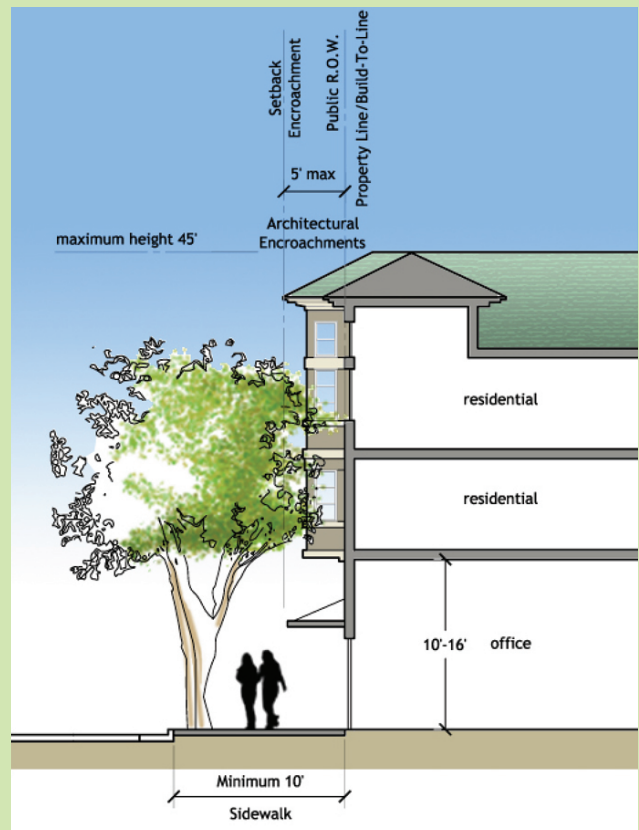 Setback
Encroachment
Public R.O.W.
Property Line/Build-To-Line
5' max
Architectural
Encroachments
maximum height 45'
residential
residential
10'-16'
office
Minimum 10'
Sidewalk